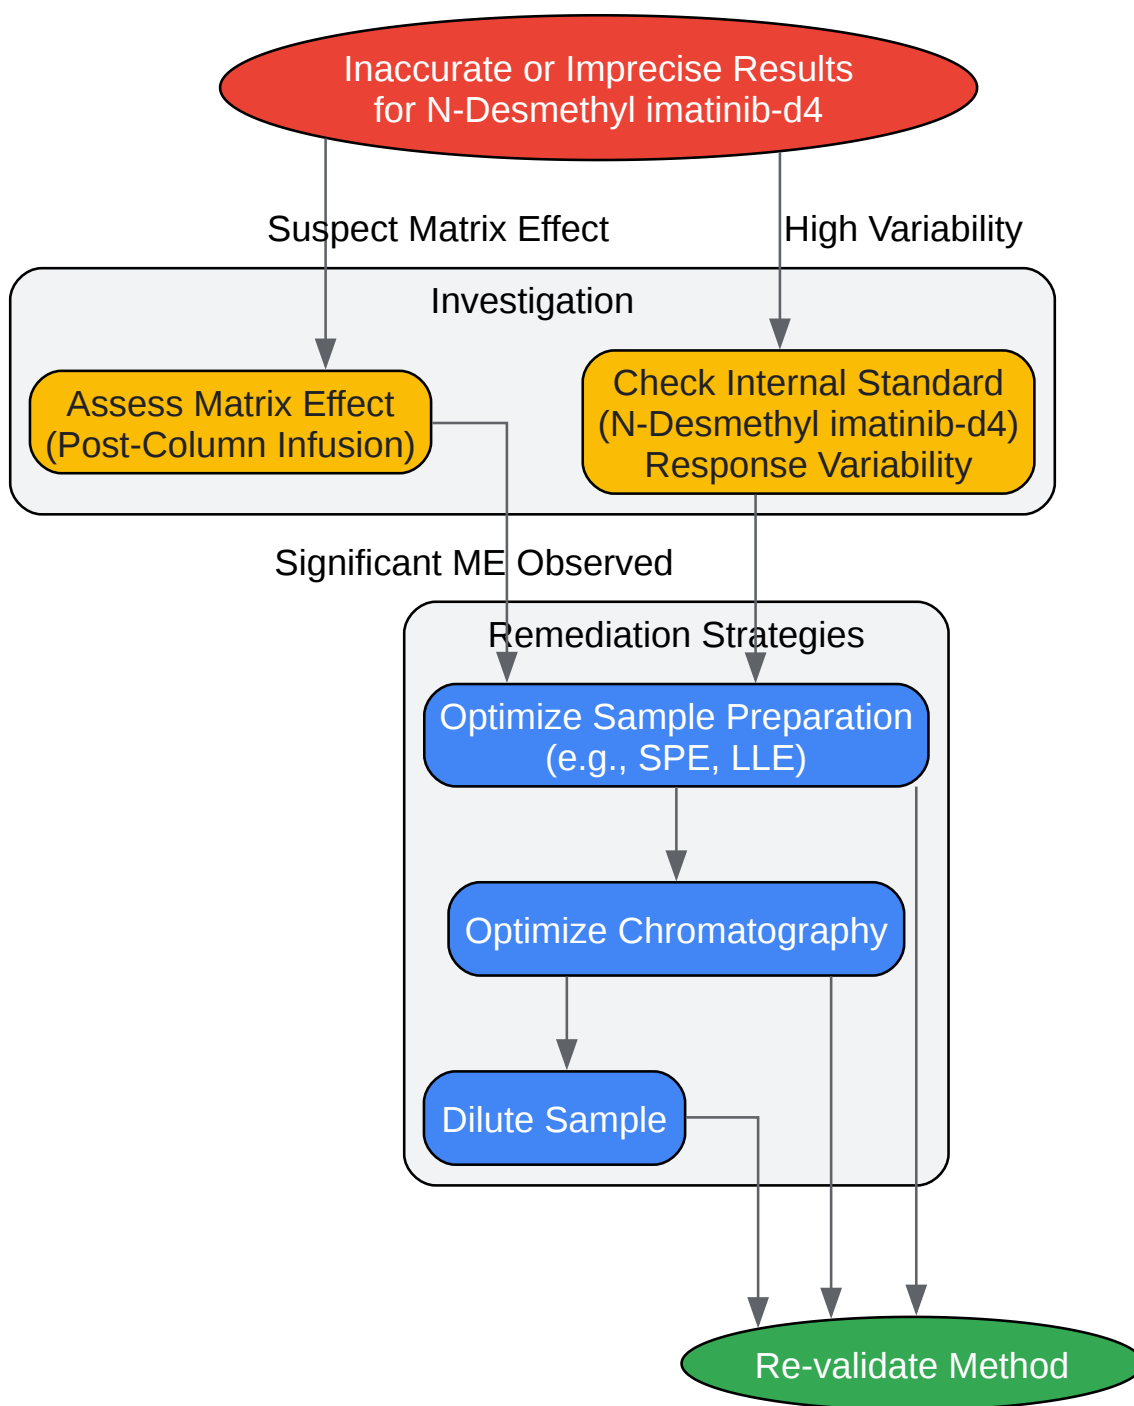 Inaccurate or Imprecise Results
for N-Desmethyl imatinib-d4
Suspect Matrix Effect
High Variability
Investigation
Assess Matrix Effect
(Post-Column Infusion)
Check Internal Standard
(N-Desmethyl imatinib-d4)
Response Variability
Significant ME Observed
Remediation Strategies
Optimize Sample Preparation
(e.g., SPE, LLE)
Optimize Chromatography
Dilute Sample
Re-validate Method